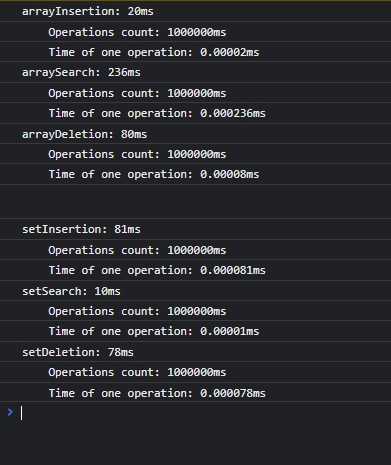 arrayInsertion: 20ms
Operations count: 1000000ms
Time of one operation: 0.00002ms
arraySearch: 236ms
Operations count: 1000000ms
Time of one operation: 0.000236ms
arrayDeletion: 80ms
Operations count: 1000000ms
Time of one operation: 0.00008ms
setInsertion: 81ms
Operations count: 1000000ms
Time of one operation: 0.000081ms
setSearch: 10ms
Operations count: 1000000ms
Time of one operation: 0.00001ms
setDeletion: 78ms
Operations count: 1000000ms
Time of one operation: 0.000078ms